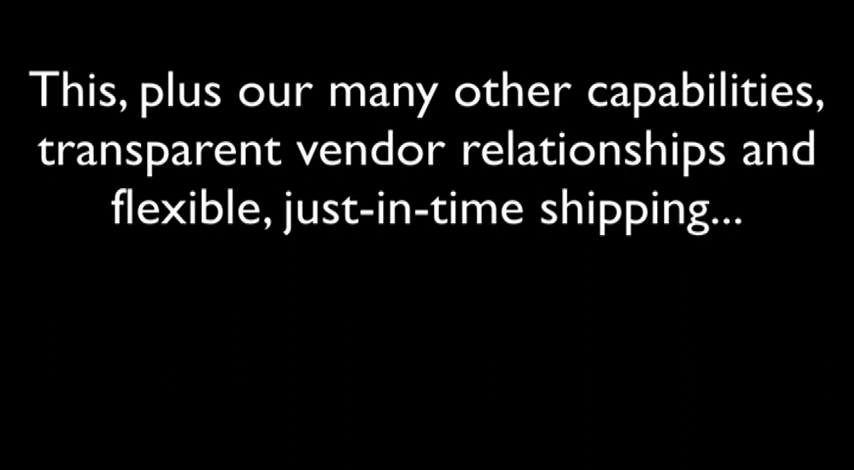 This, plus our many other capabilities,
transparent vendor relationships and
flexible, just-in-time shipping...